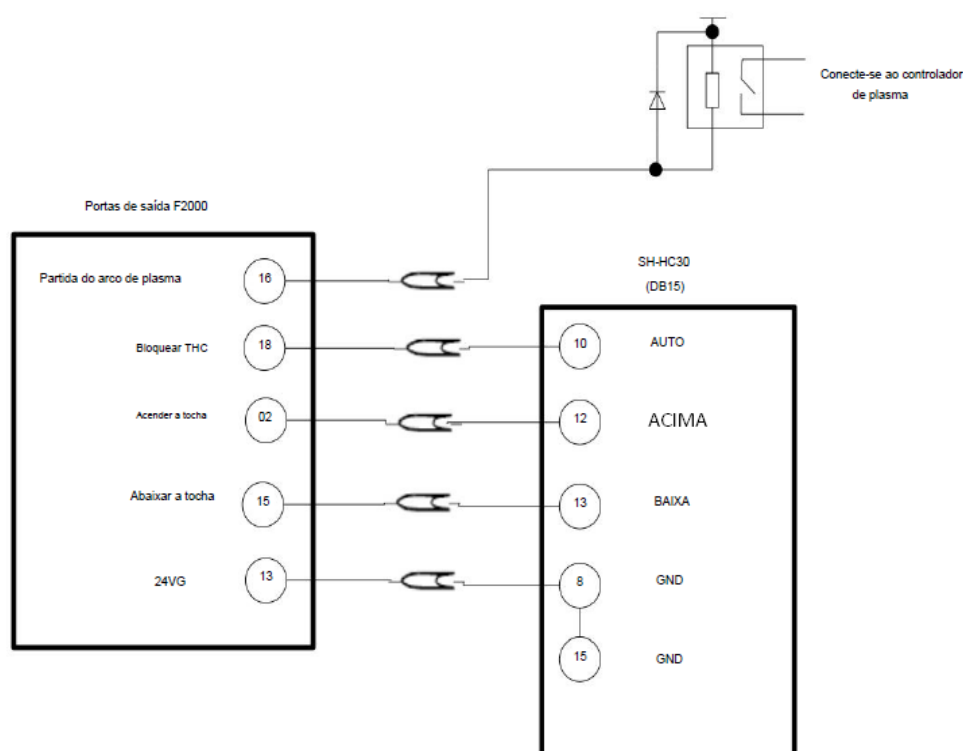 Conecte-se ao controlador
de plasma
Portas de saída F2000
SH-HC30
(DB15)
Partida do arco de plasma
16
Bloquear THC
18
10
AUTO
Acender a tocha
02
12
ACIMA
Abaixar a tocha
15
13
BAIXA
24VG
13
8
GND
15
GND